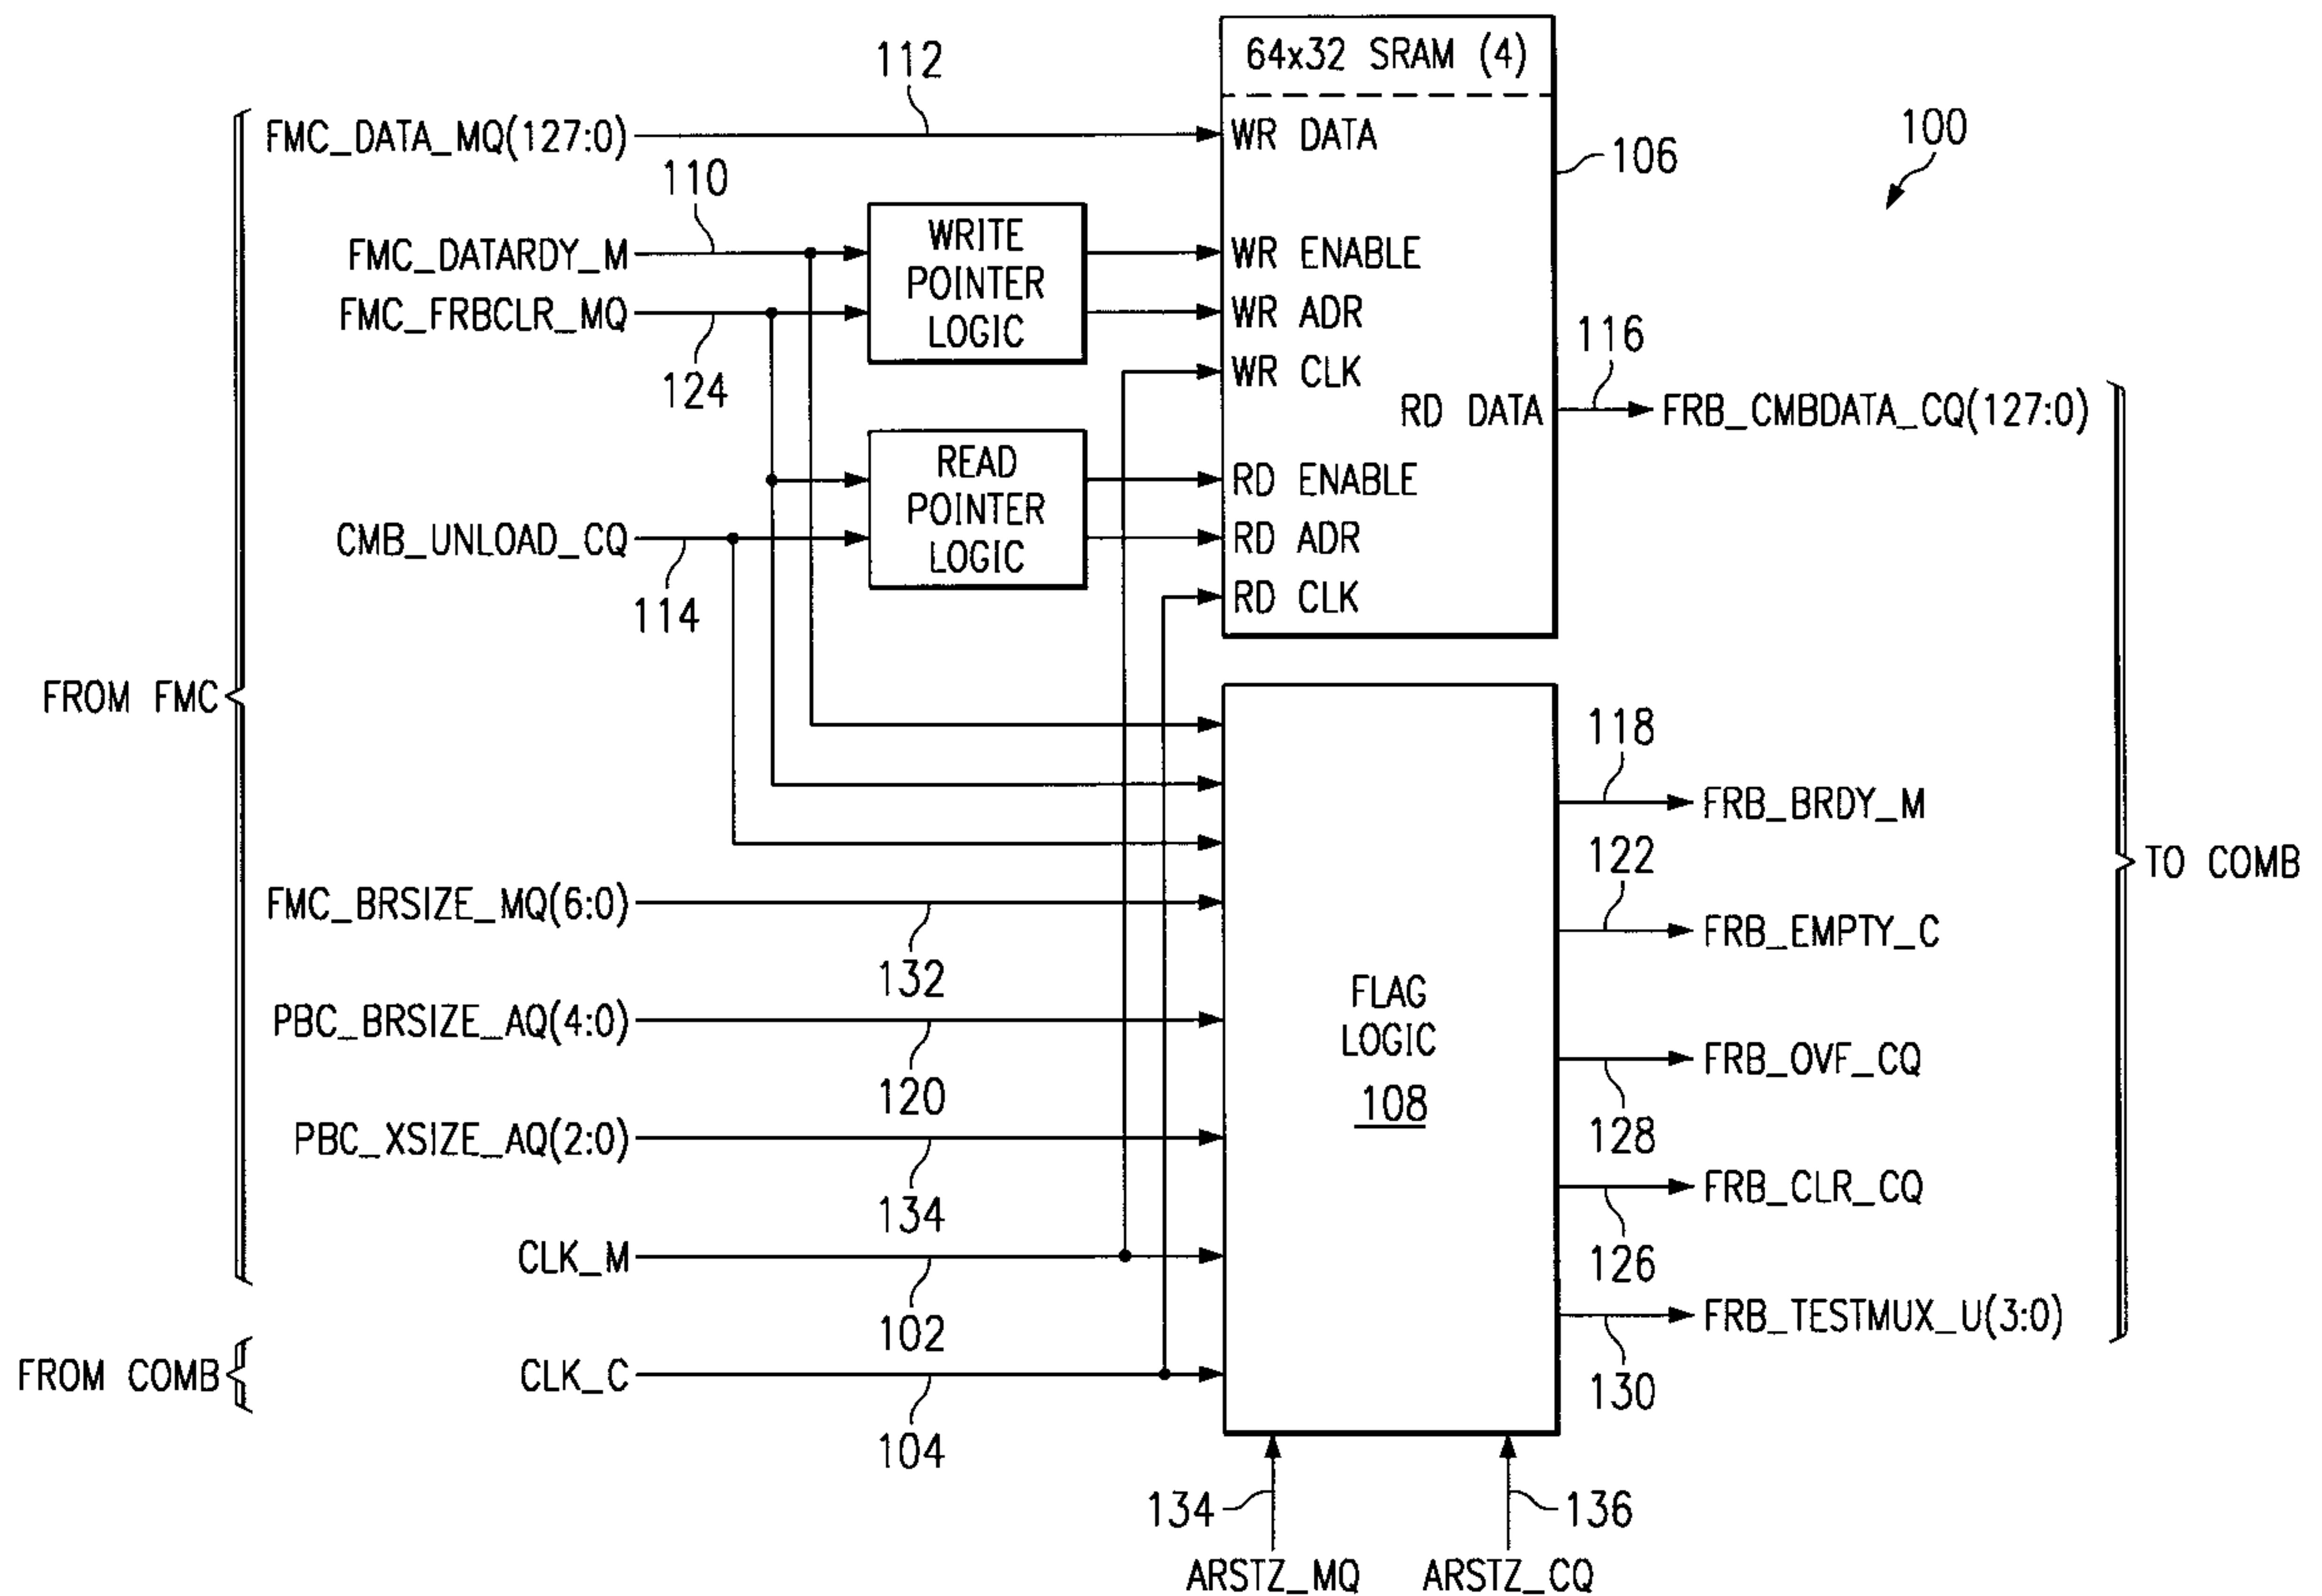 64x32 SRAM (4)
112
FMC_DATA_MQ(127:0)
WR DATA
100
106
110
FMC_DATARDY_M
WRITE
POINTER
LOGIC
WR ENABLE
FMC_FRBCLR_MQ
WR ADR
124
WR CLK
116
RD DATA
FRB_CMBDATA_CQ(127:0)
READ
POINTER
LOGIC
RD ENABLE
CMB_UNLOAD_CQ
RD ADR
114
RD CLK
FROM FMC
118
FRB_BRDY_M
122
TO COMB
FMC_BRSIZE_MQ(6:0)
FRB_EMPTY_C
132
FLAG
LOGIC
108
PBC_BRSIZE_AQ(4:0)
120
FRB_OVF_CQ
128
PBC_XSIZE_AQ(2:0)
134
FRB_CLR_CQ
126
CLK_M
102
FRB_TESTMUX_U(3:0)
130
FROM COMB
CLK_C
104
134
136
ARSTZ_MQ
ARSTZ_CQ